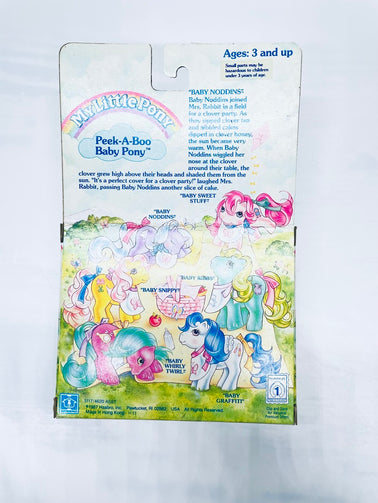 Ages: 3 and up
Small parts may be
hazardous to children
under 3 years of age.
My Little Pony
Peek-A-Boo
Baby Pony™
"BABY NODDINS"
Baby Noddins joined
Mrs. Rabbit in a field
for a clover party. As
they sipped clover tea
and nibbled cakes
dipped in clover honey,
the sun became very
warm. When Baby
Noddins wiggled her
nose at the clover
around their table, the
clover grew high above their heads and shaded them from the
sun. "It's a perfect cover for a clover party!" laughed Mrs.
Rabbit, passing Baby Noddins another slice of cake.
"BABY SWEET
STUFF"
"BABY
NODDINS"
"BABY SNIPPY"
"BABY
WHIRLY
TWIRL"
"BABY
GRAFFITI"
©1987 Hasbro, Inc. Pawtucket, RI 02862 USA All Rights Reserved.
Made in Hong Kong
1